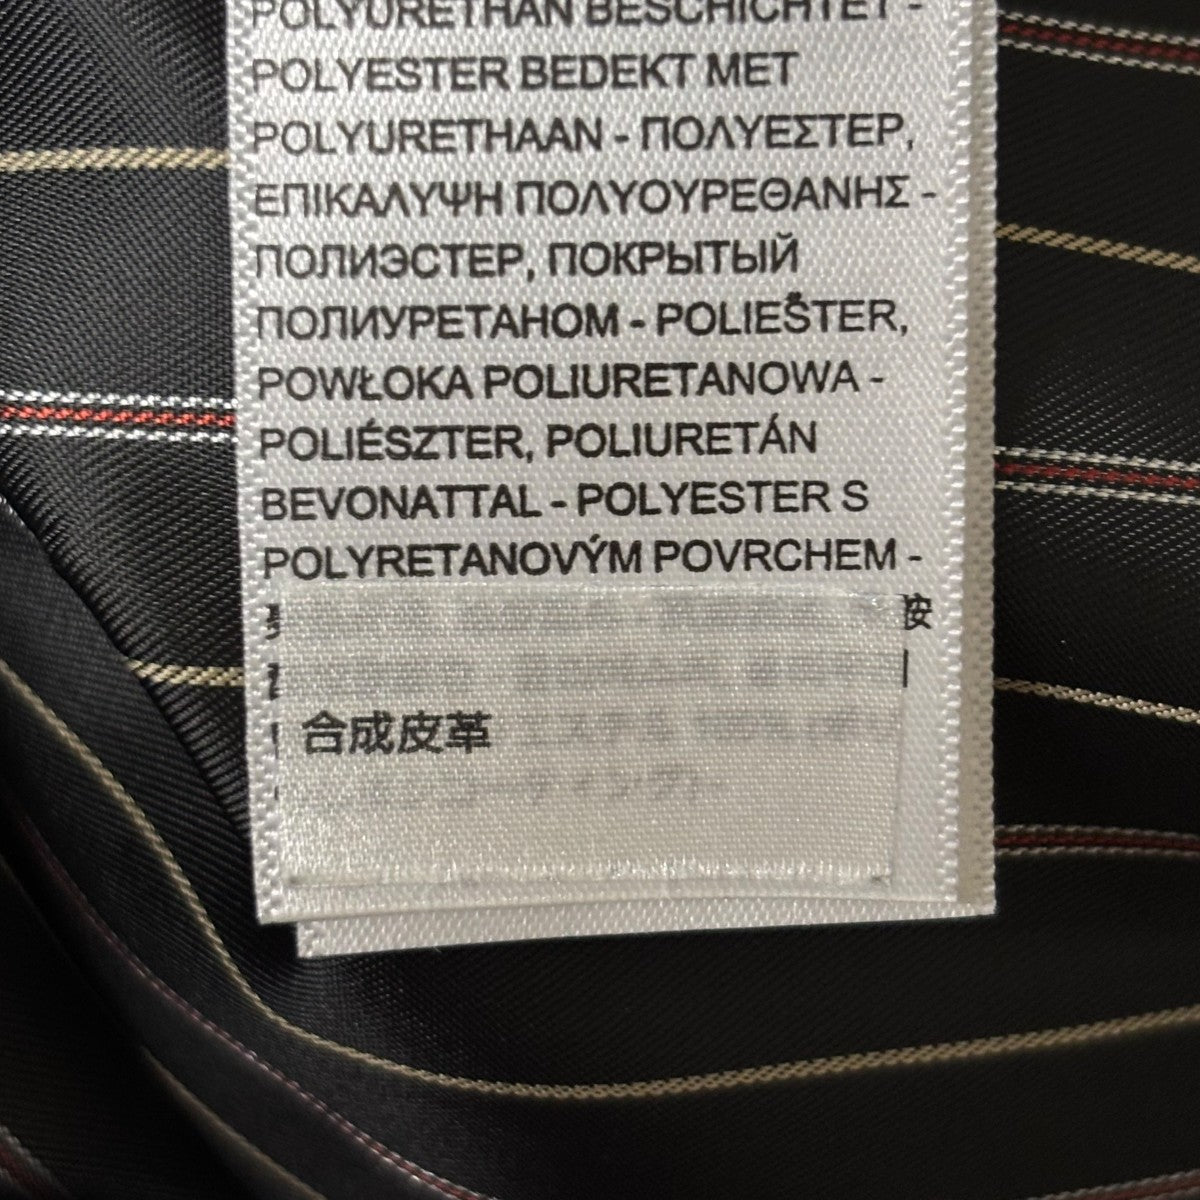 POLYURETHAN BESCHICHTET -
POLYESTER BEDEKT MET
POLYURETHAAN - ΠΟΛΥΕΣΤΕΡ,
ΕΠΙΚΑΛΥΨΗ ΠΟΛΥΟΥΡΕΘΑΝΗΣ -
ПОЛИЭСТЕР, ПОКРЫТЫЙ
ПОЛИУРЕТАНОМ - POLIEŠTER,
POWŁOKA POLIURETANOWA -
POLIÉSZTER, POLIURETÁN
BEVONATTAL - POLYESTER S
POLYRETANOVÝM POVRCHEM -
按
合成皮革